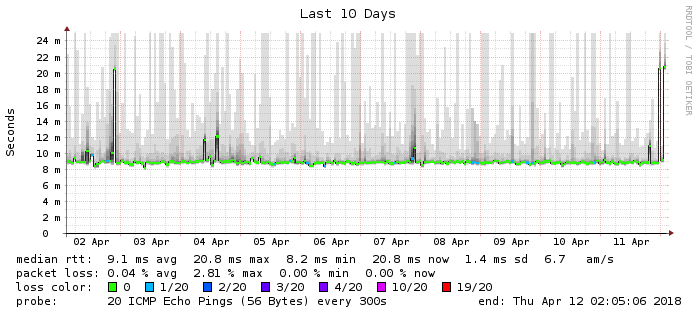 Last 10 Days
RRDTOOL / TOBI OETIKER
Seconds
24 m
22 m
20 m
18 m
16 m
14 m
12 m
10 m
8 m
6 m
4 m
2 m
0
02 Apr 03 Apr 04 Apr 05 Apr 06 Apr 07 Apr 08 Apr 09 Apr 10 Apr 11 Apr
median rtt: 9.1 ms avg 20.8 ms max 8.2 ms min 20.8 ms now 1.4 ms sd 6.7 am/s
packet loss: 0.04 % avg 2.81 % max 0.00 % min 0.00 % now
loss color: 0 1/20 2/20 3/20 4/20 10/20 19/20
probe: 20 ICMP Echo Pings (56 Bytes) every 300s end: Thu Apr 12 02:05:06 2018